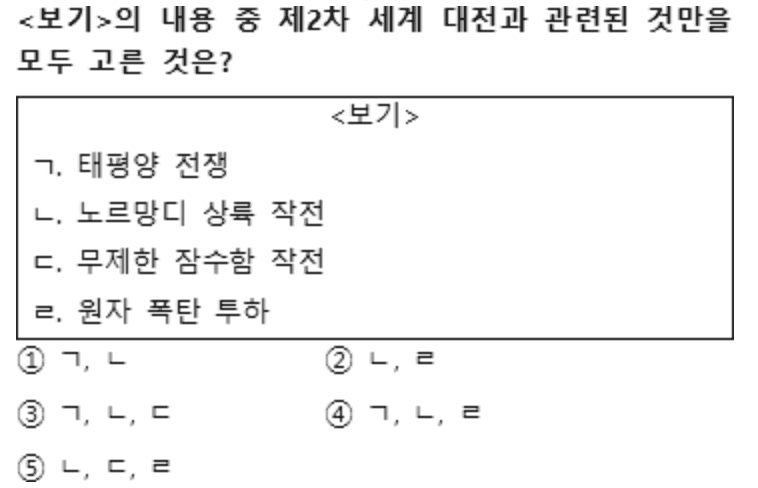 <보기>의 내용 중 제2차 세계 대전과 관련된 것만을
모두 고른 것은?
<보기>
ㄱ. 태평양 전쟁
ㄴ. 노르망디 상륙 작전
ㄷ. 무제한 잠수함 작전
ㄹ. 원자 폭탄 투하
① ㄱ, ㄴ ② ㄴ, ㄹ
③ ㄱ, ㄴ, ㄷ ④ ㄱ, ㄴ, ㄹ
⑤ ㄴ, ㄷ, ㄹ